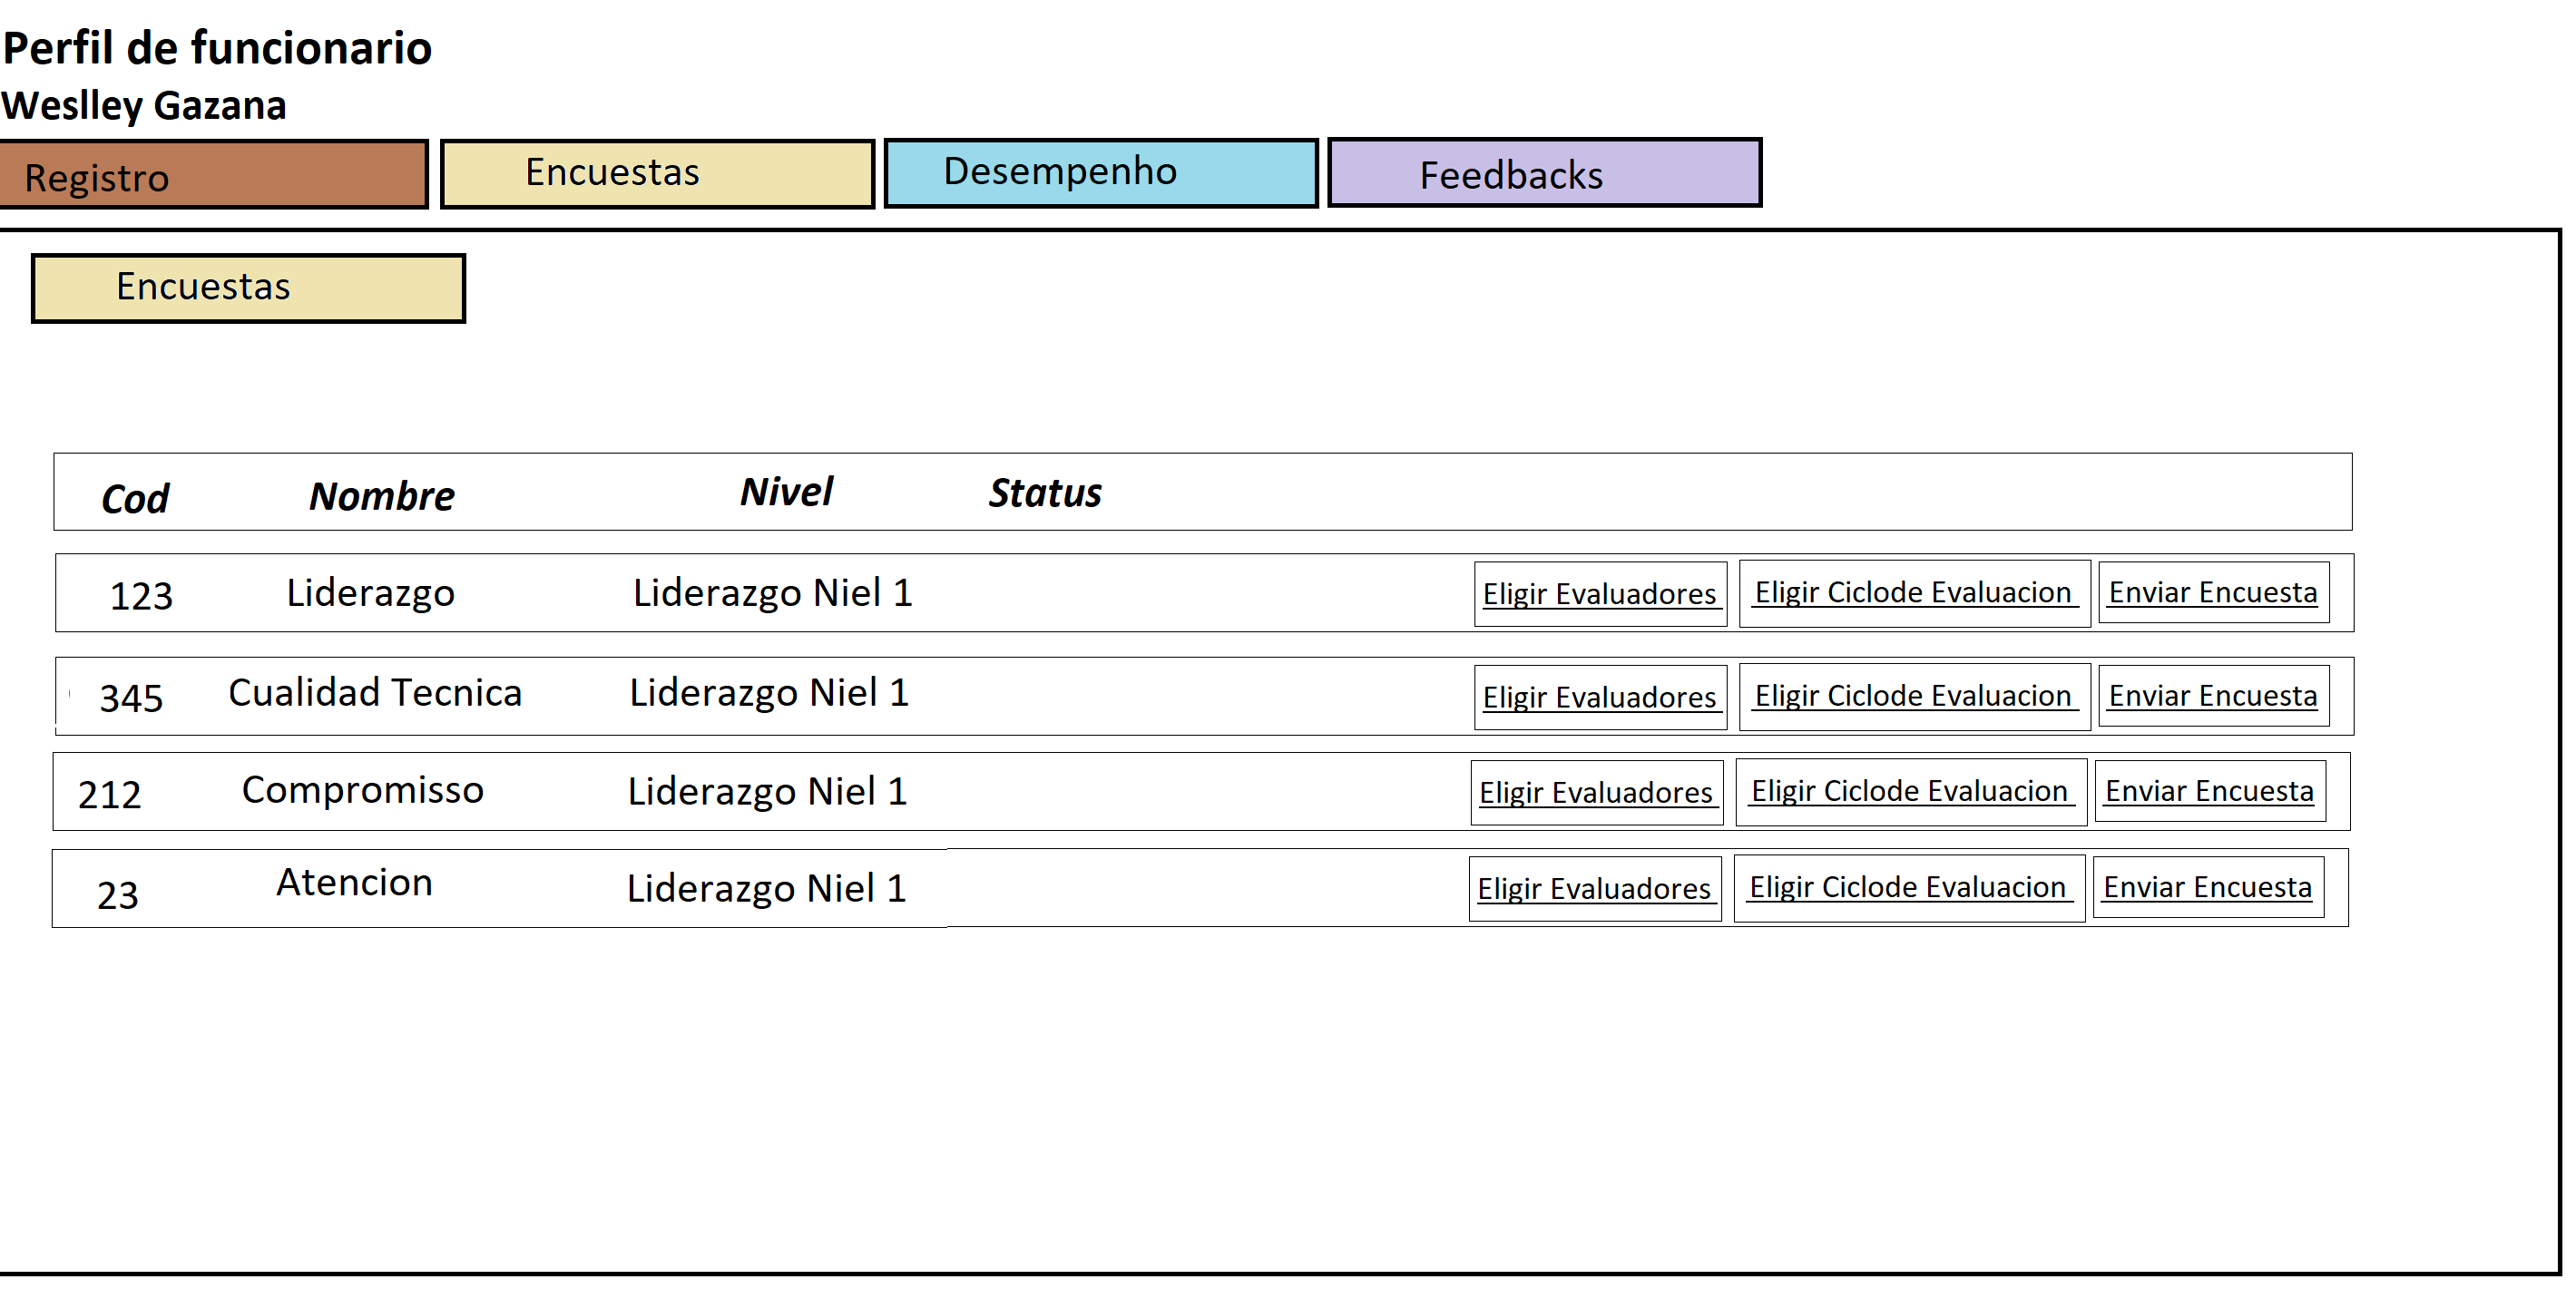 Perfil de funcionario
Weslley Gazana
Registro Encuestas Desempenho Feedbacks
Encuestas
Cod Nombre Nivel Status
123 Liderazgo Liderazgo Niel 1 Eligir Evaluadores Eligir Ciclode Evaluacion Enviar Encuesta
345 Cualidad Tecnica Liderazgo Niel 1 Eligir Evaluadores Eligir Ciclode Evaluacion Enviar Encuesta
212 Compromisso Liderazgo Niel 1 Eligir Evaluadores Eligir Ciclode Evaluacion Enviar Encuesta
23 Atencion Liderazgo Niel 1 Eligir Evaluadores Eligir Ciclode Evaluacion Enviar Encuesta